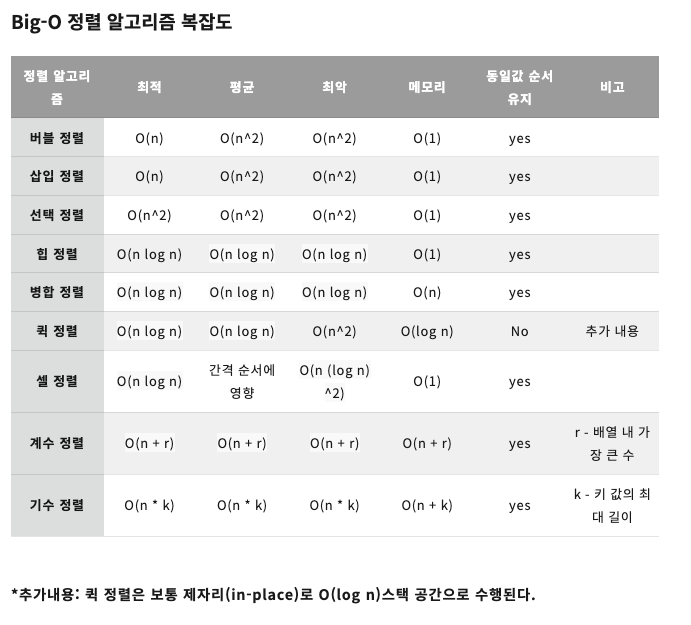 Big-O 정렬 알고리즘 복잡도
정렬 알고리
즘
최적
평균
최악
메모리
동일값 순서
유지
비고
버블 정렬 O(n) O(n^2) O(n^2) O(1) yes
삽입 정렬 O(n) O(n^2) O(n^2) O(1) yes
선택 정렬 O(n^2) O(n^2) O(n^2) O(1) yes
힙 정렬 O(n log n) O(n log n) O(n log n) O(1) yes
병합 정렬 O(n log n) O(n log n) O(n log n) O(n) yes
퀵 정렬 O(n log n) O(n log n) O(n^2) O(log n) No 추가 내용
셸 정렬 O(n log n)
간격 순서에
영향
O(n (log n)
^2)
O(1) yes
계수 정렬 O(n + r) O(n + r) O(n + r) O(n + r) yes
r - 배열 내 가
장 큰 수
기수 정렬 O(n * k) O(n * k) O(n * k) O(n + k) yes
k - 키 값의 최
대 길이
*추가내용: 퀵 정렬은 보통 제자리(in-place)로 O(log n)스택 공간으로 수행된다.